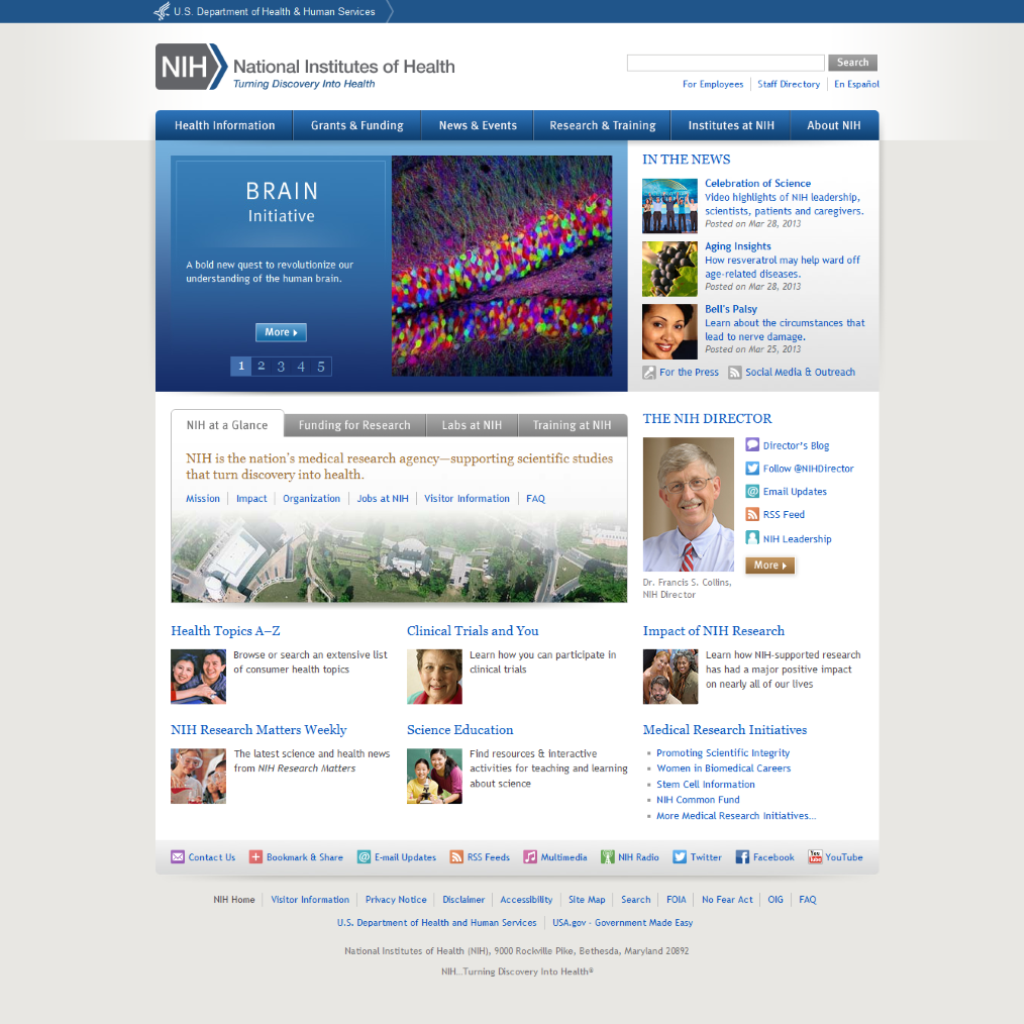 U.S. Department of Health & Human Services
NIH National Institutes of Health
Turning Discovery Into Health
Search
For Employees Staff Directory En Español
Health Information Grants & Funding News & Events Research & Training Institutes at NIH About NIH
BRAIN
Initiative
A bold new quest to revolutionize our
understanding of the human brain.
More
1 2 3 4 5
IN THE NEWS
Celebration of Science
Video highlights of NIH leadership,
scientists, patients and caregivers.
Posted on Mar 28, 2013
Aging Insights
How resveratrol may help ward off
age-related diseases.
Posted on Mar 28, 2013
Bell's Palsy
Learn about the circumstances that
lead to nerve damage.
Posted on Mar 25, 2013
For the Press Social Media & Outreach
NIH at a Glance Funding for Research Labs at NIH Training at NIH
NIH is the nation's medical research agency—supporting scientific studies
that turn discovery into health.
Mission Impact Organization Jobs at NIH Visitor Information FAQ
THE NIH DIRECTOR
Director's Blog
Follow @NIHDirector
Email Updates
RSS Feed
NIH Leadership
More
Dr. Francis S. Collins,
NIH Director
Health Topics A–Z
Browse or search an extensive list
of consumer health topics
Clinical Trials and You
Learn how you can participate in
clinical trials
Impact of NIH Research
Learn how NIH-supported research
has had a major positive impact
on nearly all of our lives
NIH Research Matters Weekly
The latest science and health news
from NIH Research Matters
Science Education
Find resources & interactive
activities for teaching and learning
about science
Medical Research Initiatives
Promoting Scientific Integrity
Women in Biomedical Careers
Stem Cell Information
NIH Common Fund
More Medical Research Initiatives...
Contact Us Bookmark & Share E-mail Updates RSS Feeds Multimedia NIH Radio Twitter Facebook You Tube YouTube
NIH Home Visitor Information Privacy Notice Disclaimer Accessibility Site Map Search FOIA No Fear Act OIG FAQ
U.S. Department of Health and Human Services USA.gov - Government Made Easy
National Institutes of Health (NIH), 9000 Rockville Pike, Bethesda, Maryland 20892
NIH...Turning Discovery Into Health®